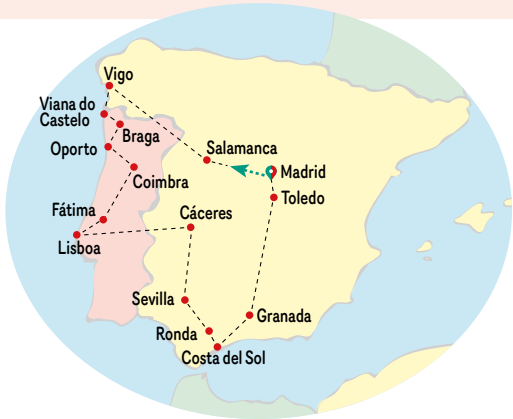 Vigo
Viana do
Castelo
Braga
Oporto
Salamanca
Madrid
Coimbra
Toledo
Fátima
Cáceres
Lisboa
Sevilla
Granada
Ronda
Costa del Sol